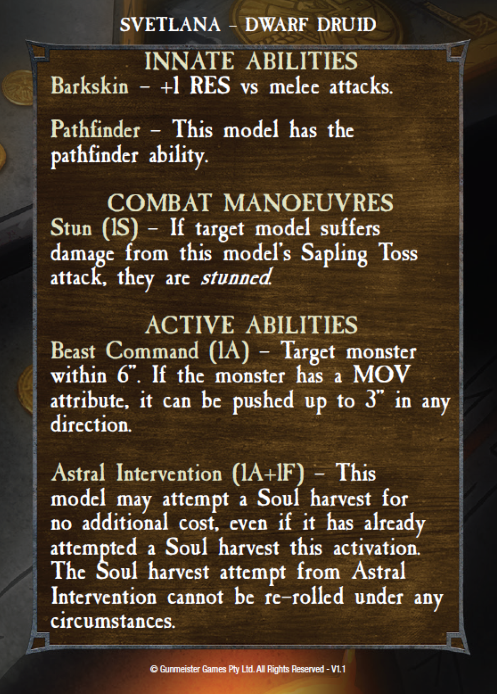 SVETLANA - DWARF DRUID
INNATE ABILITIES
Barkskin - +1 RES vs melee attacks.
Pathfinder - This model has the
pathfinder ability.
COMBAT MANOEUVRES
Stun (1S) - If target model suffers
damage from this model's Sapling Toss
attack, they are stunned.
ACTIVE ABILITIES
Beast Command (1A) - Target monster
within 6". If the monster has a MOV
attribute, it can be pushed up to 3" in any
direction.
Astral Intervention (1A+1F) - This
model may attempt a Soul harvest for
no additional cost, even if it has already
attempted a Soul harvest this activation.
The Soul harvest attempt from Astral
Intervention cannot be re-rolled under any
circumstances.
© Gunmeister Games Pty Ltd. All Rights Reserved - V1.1